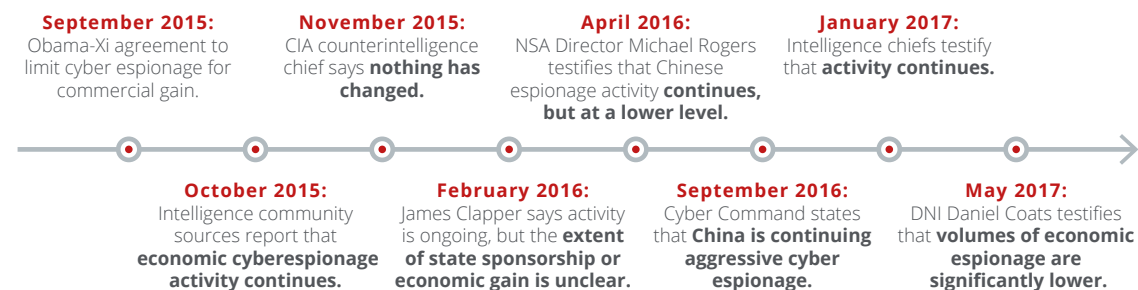 September 2015:
Obama-Xi agreement to
limit cyber espionage for
commercial gain.
November 2015:
CIA counterintelligence
chief says nothing has
changed.
April 2016:
NSA Director Michael Rogers
testifies that Chinese
espionage activity continues,
but at a lower level.
January 2017:
Intelligence chiefs testify
that activity continues.
October 2015:
Intelligence community
sources report that
economic cyberespionage
activity continues.
February 2016:
James Clapper says activity
is ongoing, but the extent
of state sponsorship or
economic gain is unclear.
September 2016:
Cyber Command states
that China is continuing
aggressive cyber
espionage.
May 2017:
DNI Daniel Coats testifies
that volumes of economic
espionage are
significantly lower.